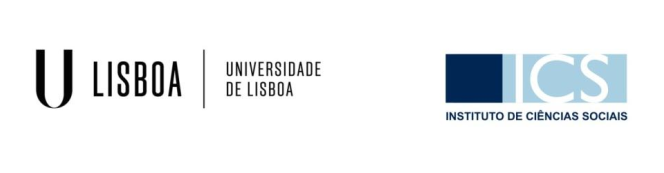 U LISBOA
UNIVERSIDADE
DE LISBOA
ICS
INSTITUTO DE CIÊNCIAS SOCIAIS